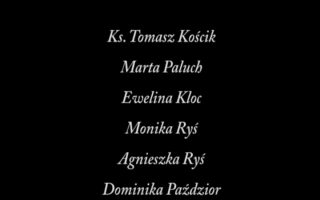 Ks. Tomasz Kościk
Marta Paluch
Ewelina Kloc
Monika Ryś
Agnieszka Ryś
Dominika Paździor